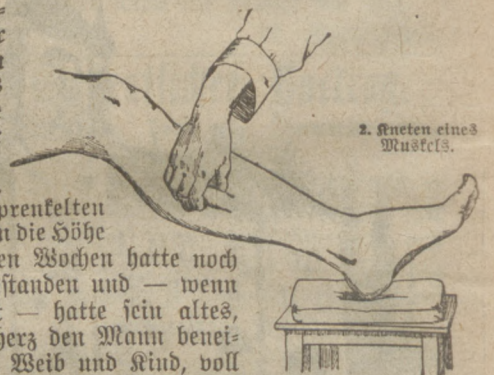 2. Kneten eines
Muskels.
prenkelten
n die Höhe
en Wochen hatte noch
standen und — wenn
— hatte sein altes,
herz den Mann benei-
Weib und Kind, voll